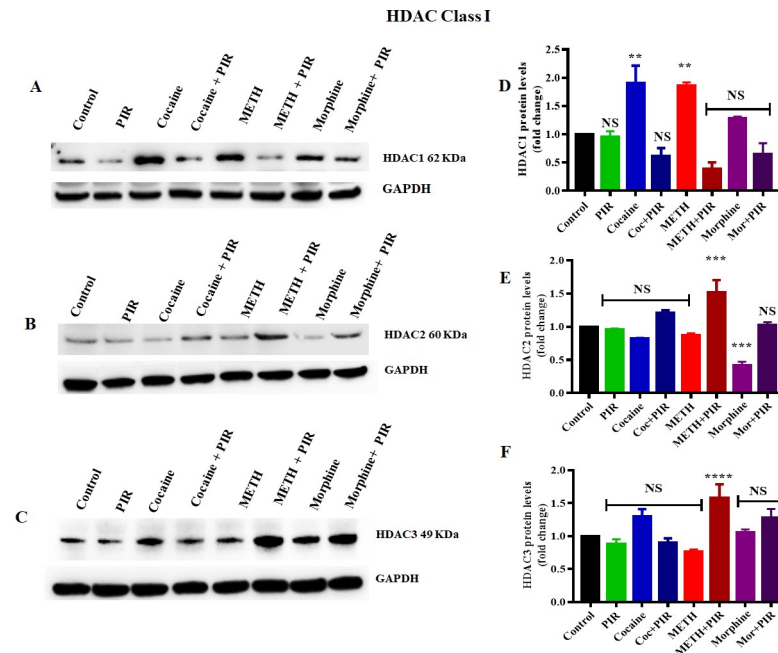 HDAC Class I
A
Control
PIR
Cocaine
Cocaine + PIR
METH
METH + PIR
Morphine
Morphine+ PIR
HDAC1 62 KDa
GAPDH
B
Control
PIR
Cocaine
Cocaine + PIR
METH
METH + PIR
Morphine
Morphine+ PIR
HDAC2 60 KDa
GAPDH
C
Control
PIR
Cocaine
Cocaine + PIR
METH
METH + PIR
Morphine
Morphine+ PIR
HDAC3 49 KDa
GAPDH
D
HDAC1 protein levels
(fold change)
2.5
2.0
1.5
1.0
0.5
0.0
NS
**
**
NS
Control
PIR
Cocaine
Coc+PIR
METH
METH+PIR
Morphine
Mor+PIR
E
HDAC2 protein levels
(fold change)
2.0
1.5
1.0
0.5
0.0
NS
***
***
NS
Control
PIR
Cocaine
Coc+PIR
METH
METH+PIR
Morphine
Mor+PIR
F
HDAC3 protein levels
(fold change)
2.0
1.5
1.0
0.5
0.0
NS
****
NS
Control
PIR
Cocaine
Coc+PIR
METH
METH+PIR
Morphine
Mor+PIR